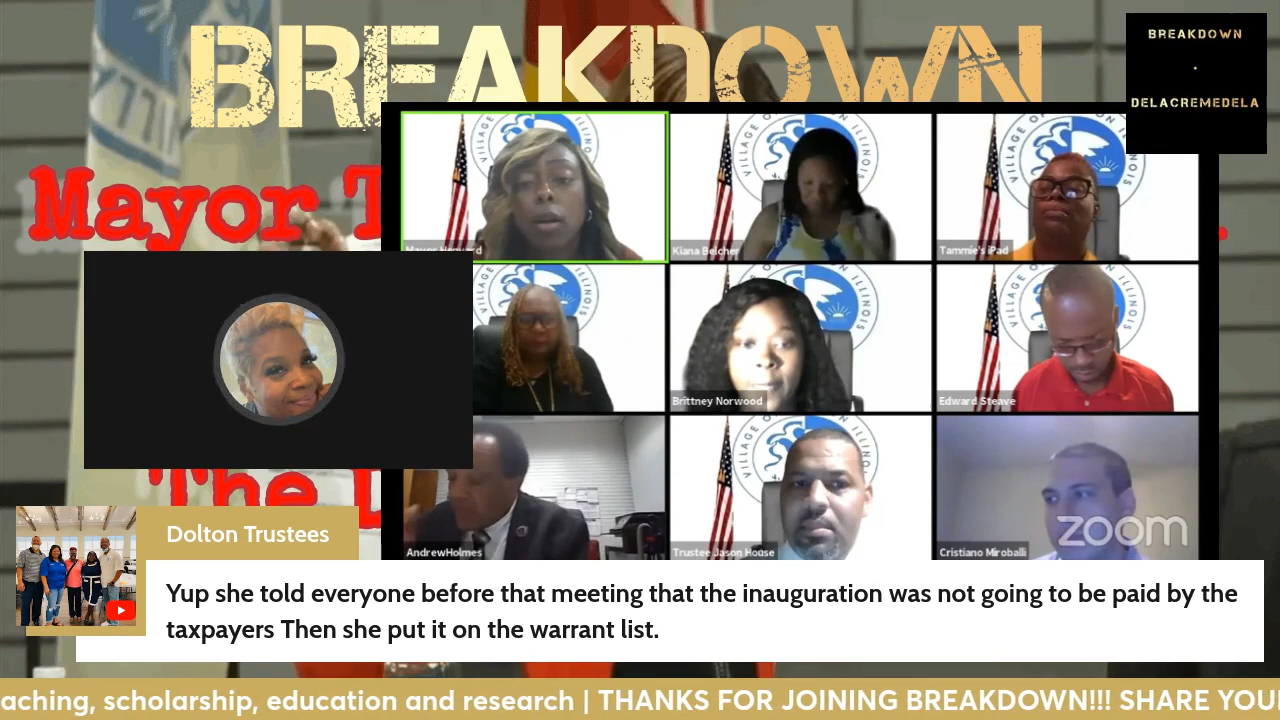 BREAKDOWN
BREAKDOWN
.
DELACREMEDELA
Mayor T
Kiana Belcher
Tammie's iPad
VILLAGE O
ILLINOIS
Brittney Norwood
Edward Steave
The
AndrewHolmes
Trustee Jason House
Cristiano Miroballi
zoom
Dolton Trustees
Yup she told everyone before that meeting that the inauguration was not going to be paid by the
taxpayers Then she put it on the warrant list.
aching, scholarship, education and research | THANKS FOR JOINING BREAKDOWN!!! SHARE YOU